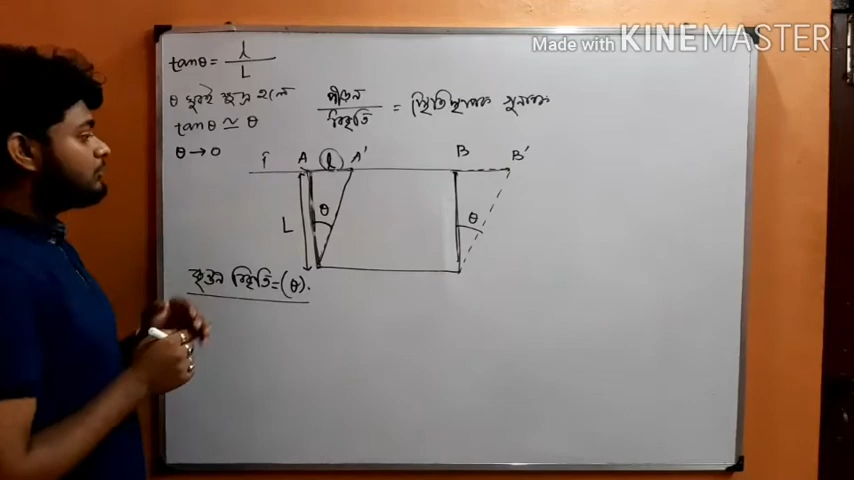 Made with KINEMASTER
tanθ = l / L
θ খুবই ক্ষুদ্র হলে
tanθ ≃ θ
θ → 0
পীড়ন / বিকৃতি = স্থিতিস্থাপক গুনাঙ্ক
F A l A' B B'
L θ θ
কৃন্তন বিকৃতি = (θ).